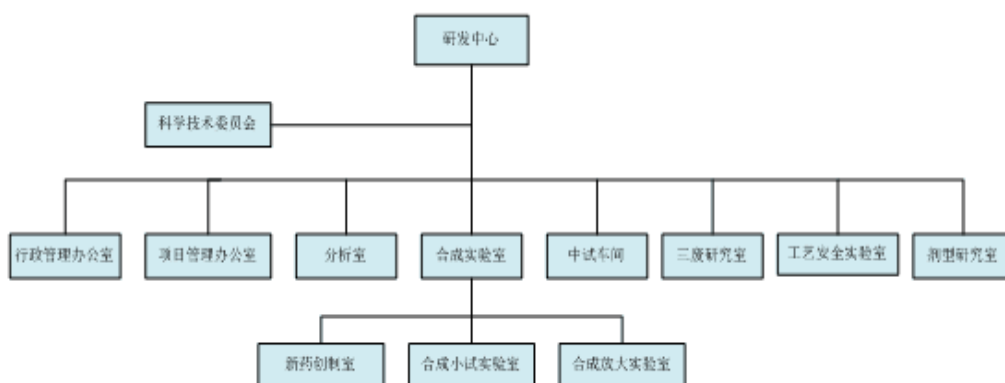 研发中心
科学技术委员会
行政管理办公室
项目管理办公室
分析室
合成实验室
中试车间
三废研究室
工艺安全实验室
剂型研究室
新药创制室
合成小试实验室
合成放大实验室